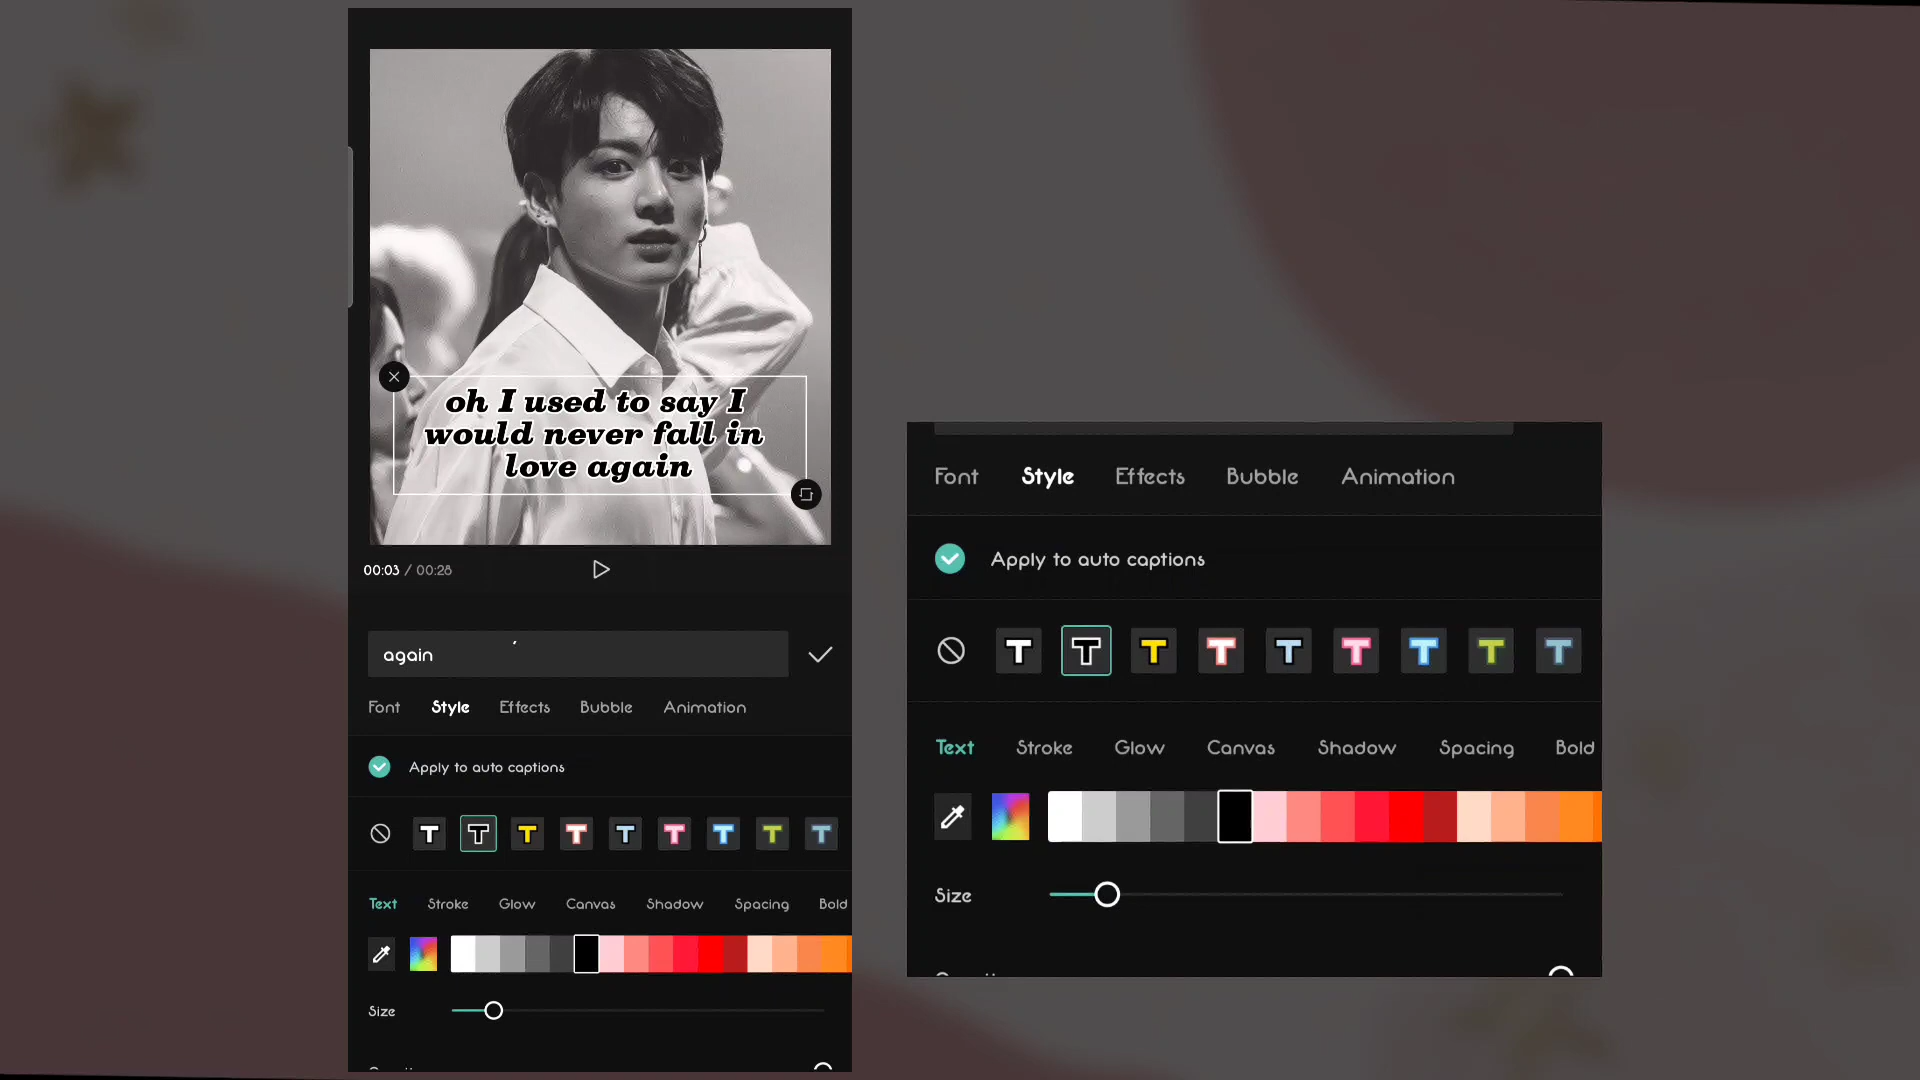 oh I used to say I
would never fall in
love again
00:03 / 00:28
again
Font Style Effects Bubble Animation
Apply to auto captions
T T T T T T T T T
Text Stroke Glow Canvas Shadow Spacing Bold
Size
Font Style Effects Bubble Animation
Apply to auto captions
T T T T T T T T T
Text Stroke Glow Canvas Shadow Spacing Bold
Size